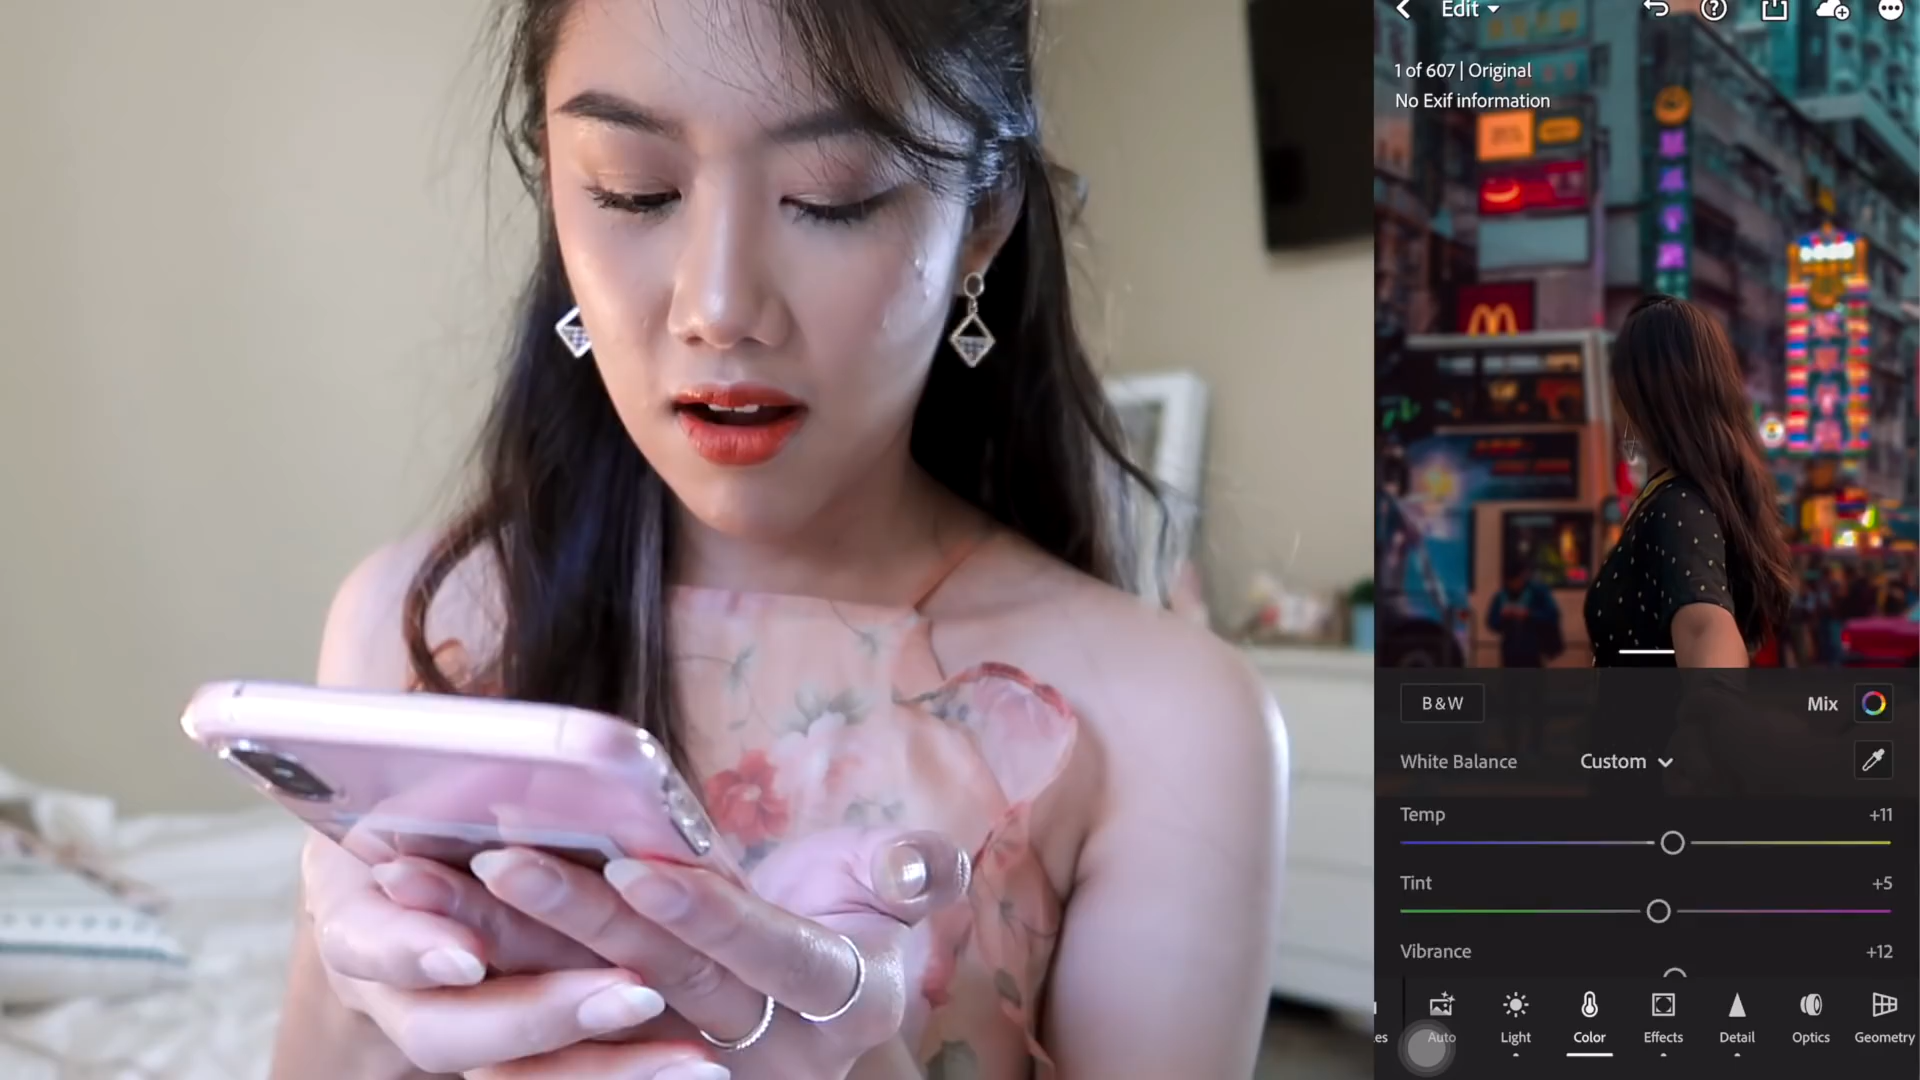 Edit
1 of 607 | Original
No Exif information
B&W
Mix
White Balance
Custom
Temp
+11
Tint
+5
Vibrance
+12
es
Auto
Light
Color
Effects
Detail
Optics
Geometry